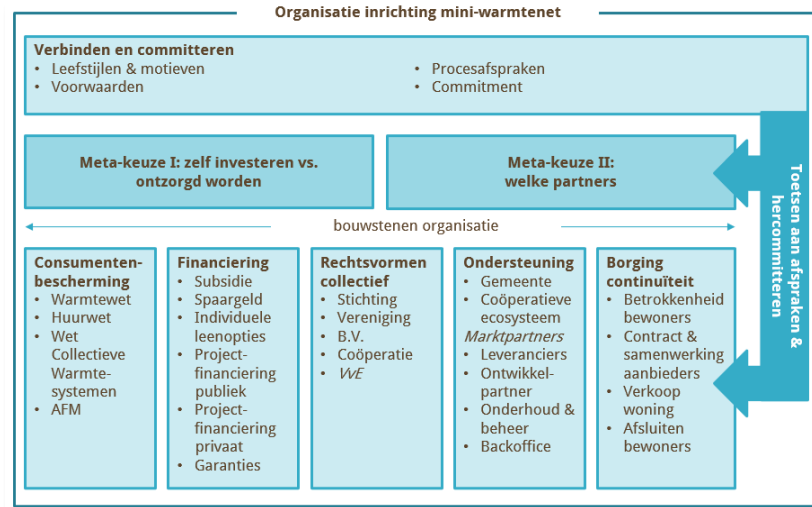 Organisatie inrichting mini-warmtenet
Verbinden en committeren
• Leefstijlen & motieven
• Voorwaarden
• Procesafspraken
• Commitment
Meta-keuze I: zelf investeren vs.
ontzorgd worden
Meta-keuze II:
welke partners
bouwstenen organisatie
Consumenten-
bescherming
• Warmtewet
• Huurwet
• Wet
Collectieve
Warmte-
systemen
• AFM
Financiering
• Subsidie
• Spaargeld
• Individuele
leenopties
• Project-
financiering
publiek
• Project-
financiering
privaat
• Garanties
Rechtsvormen
collectief
• Stichting
• Vereniging
• B.V.
• Coöperatie
• VvE
Ondersteuning
• Gemeente
• Coöperatieve
ecosysteem
Marktpartners
• Leveranciers
• Ontwikkel-
partner
• Onderhoud &
beheer
• Backoffice
Borging
continuïteit
• Betrokkenheid
bewoners
• Contract &
samenwerking
aanbieders
• Verkoop
woning
• Afsluiten
bewoners
Toetsen aan afspraken &
hercommitteren